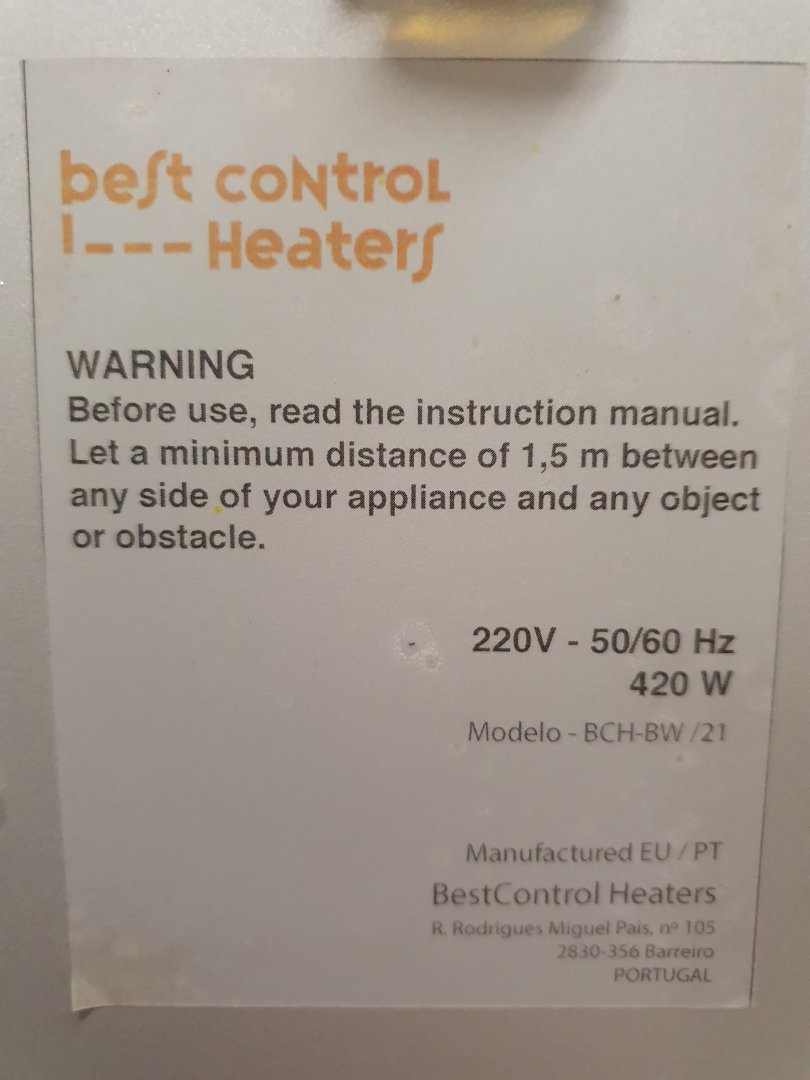 best control
Heaters
WARNING
Before use, read the instruction manual.
Let a minimum distance of 1,5 m between
any side of your appliance and any object
or obstacle.
220V - 50/60 Hz
420 W
Modelo - BCH-BW /21
Manufactured EU / PT
BestControl Heaters
R. Rodrigues Miguel Pais, nº 105
2830-356 Barreiro
PORTUGAL